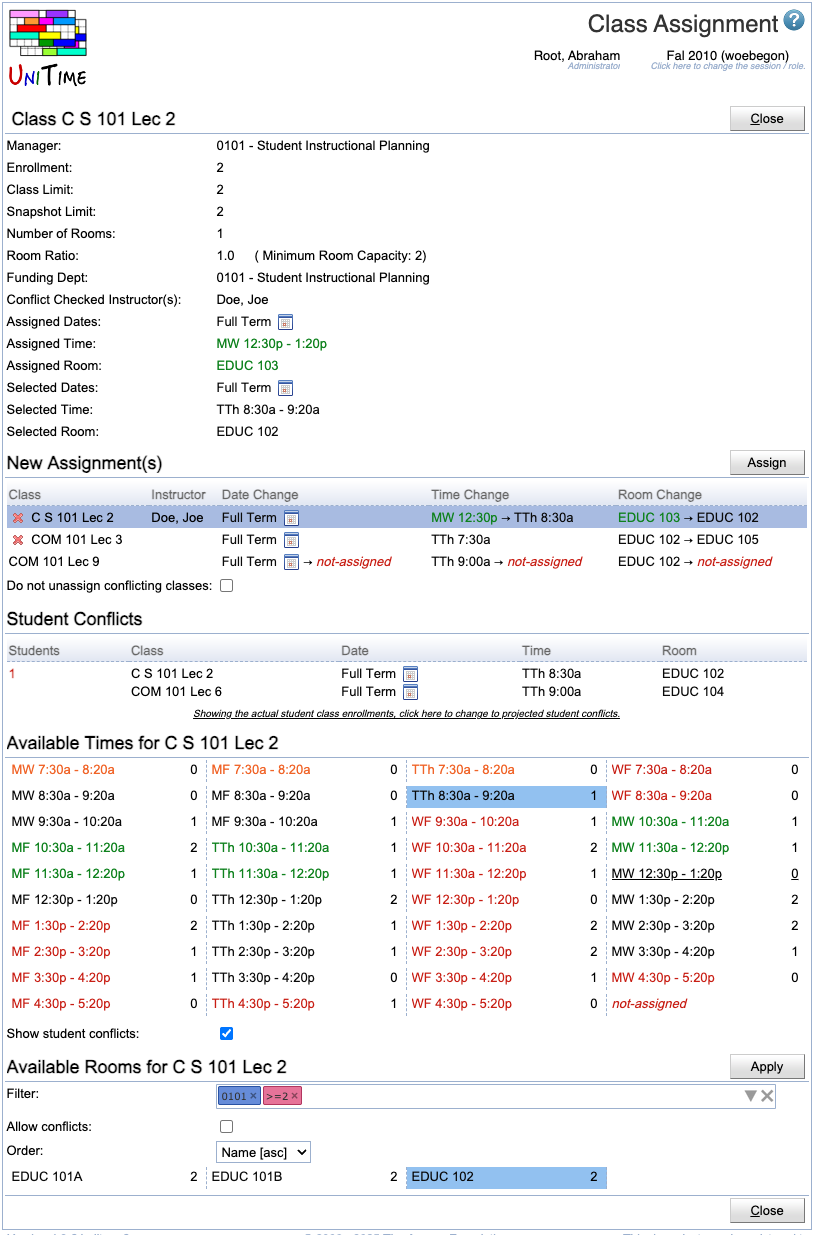 UniTime
Class Assignment ?
Root, Abraham Fal 2010 (woebegon)
Administrator Click here to change the session / role.
Class C S 101 Lec 2 Close
Manager: 0101 - Student Instructional Planning
Enrollment: 2
Class Limit: 2
Snapshot Limit: 2
Number of Rooms: 1
Room Ratio: 1.0 ( Minimum Room Capacity: 2)
Funding Dept: 0101 - Student Instructional Planning
Conflict Checked Instructor(s): Doe, Joe
Assigned Dates: Full Term
Assigned Time: MW 12:30p - 1:20p
Assigned Room: EDUC 103
Selected Dates: Full Term
Selected Time: TTh 8:30a - 9:20a
Selected Room: EDUC 102
New Assignment(s) Assign
Class Instructor Date Change Time Change Room Change
C S 101 Lec 2 Doe, Joe Full Term MW 12:30p → TTh 8:30a EDUC 103 → EDUC 102
COM 101 Lec 3 Full Term TTh 7:30a EDUC 102 → EDUC 105
COM 101 Lec 9 Full Term → not-assigned TTh 9:00a → not-assigned EDUC 102 → not-assigned
Do not unassign conflicting classes:
Student Conflicts
Students Class Date Time Room
1 C S 101 Lec 2 Full Term TTh 8:30a EDUC 102
COM 101 Lec 6 Full Term TTh 9:00a EDUC 104
Showing the actual student class enrollments, click here to change to projected student conflicts.
Available Times for C S 101 Lec 2
MW 7:30a - 8:20a 0 MF 7:30a - 8:20a 0 TTh 7:30a - 8:20a 0 WF 7:30a - 8:20a 0
MW 8:30a - 9:20a 0 MF 8:30a - 9:20a 0 TTh 8:30a - 9:20a 1 WF 8:30a - 9:20a 0
MW 9:30a - 10:20a 1 MF 9:30a - 10:20a 1 WF 9:30a - 10:20a 1 MW 10:30a - 11:20a 1
MF 10:30a - 11:20a 2 TTh 10:30a - 11:20a 1 WF 10:30a - 11:20a 2 MW 11:30a - 12:20p 1
MF 11:30a - 12:20p 1 TTh 11:30a - 12:20p 1 WF 11:30a - 12:20p 1 MW 12:30p - 1:20p 0
MF 12:30p - 1:20p 0 TTh 12:30p - 1:20p 2 WF 12:30p - 1:20p 0 MW 1:30p - 2:20p 2
MF 1:30p - 2:20p 2 TTh 1:30p - 2:20p 1 WF 1:30p - 2:20p 2 MW 2:30p - 3:20p 2
MF 2:30p - 3:20p 1 TTh 2:30p - 3:20p 1 WF 2:30p - 3:20p 2 MW 3:30p - 4:20p 1
MF 3:30p - 4:20p 1 TTh 3:30p - 4:20p 0 WF 3:30p - 4:20p 1 MW 4:30p - 5:20p 0
MF 4:30p - 5:20p 0 TTh 4:30p - 5:20p 1 WF 4:30p - 5:20p 0 not-assigned
Show student conflicts:
Available Rooms for C S 101 Lec 2 Apply
Filter: 0101 × >=2 ×
Allow conflicts:
Order: Name [asc]
EDUC 101A 2 EDUC 101B 2 EDUC 102 2
Close